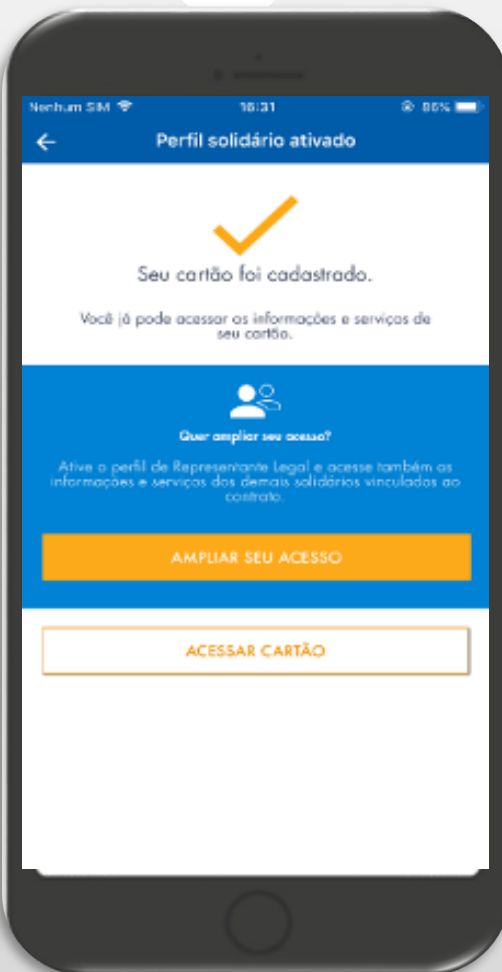 Nenhum SIM 16:31 86%
Perfil solidário ativado
Seu cartão foi cadastrado.
Você já pode acessar as informações e serviços de
seu cartão.
Quer ampliar seu acesso?
Ative o perfil de Representante Legal e acesse também as
informações e serviços dos demais solidários vinculados ao
contrato.
AMPLIAR SEU ACESSO
ACESSAR CARTÃO